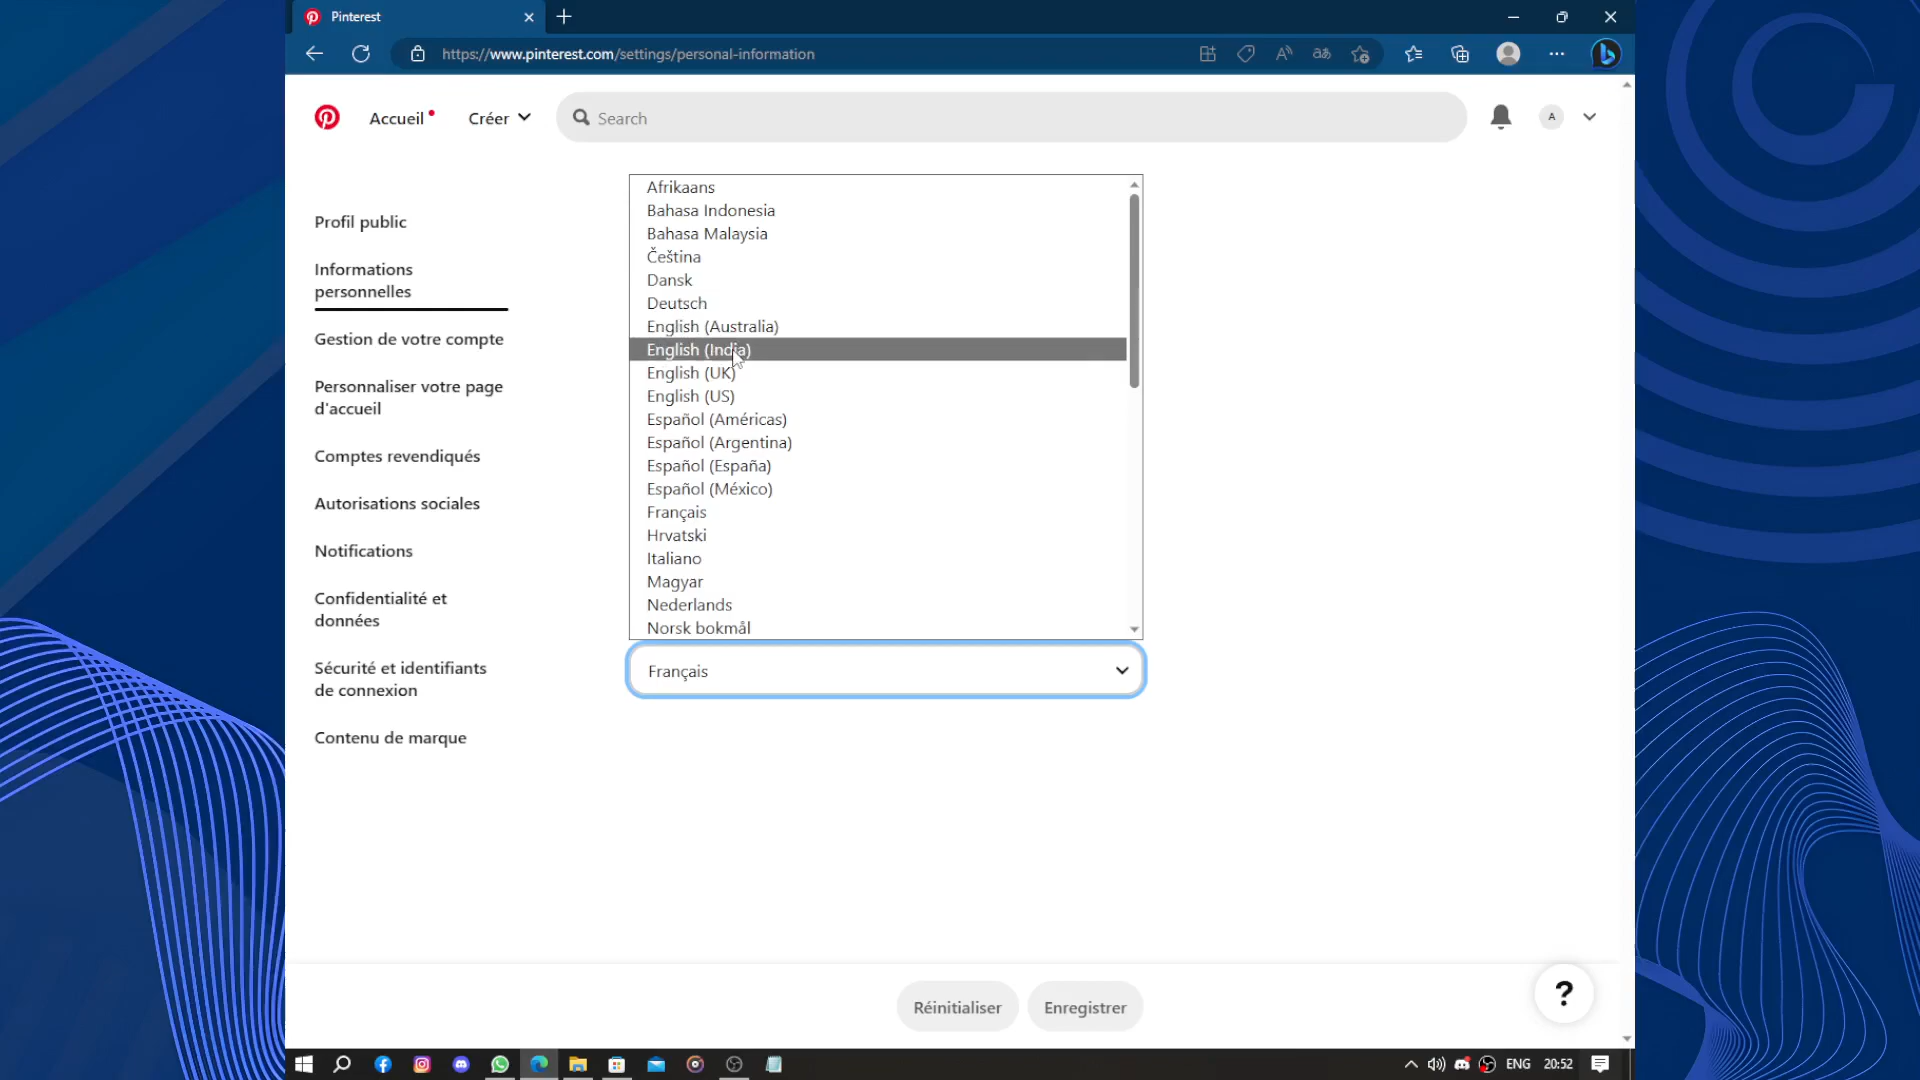 Pinterest
https://www.pinterest.com/settings/personal-information
Accueil
Créer
Search
A
Profil public
Informations
personnelles
Gestion de votre compte
Personnaliser votre page
d'accueil
Comptes revendiqués
Autorisations sociales
Notifications
Confidentialité et
données
Sécurité et identifiants
de connexion
Contenu de marque
Afrikaans
Bahasa Indonesia
Bahasa Malaysia
Čeština
Dansk
Deutsch
English (Australia)
English (India)
English (UK)
English (US)
Español (Américas)
Español (Argentina)
Español (España)
Español (México)
Français
Hrvatski
Italiano
Magyar
Nederlands
Norsk bokmål
Français
Réinitialiser
Enregistrer
?
ENG
20:52